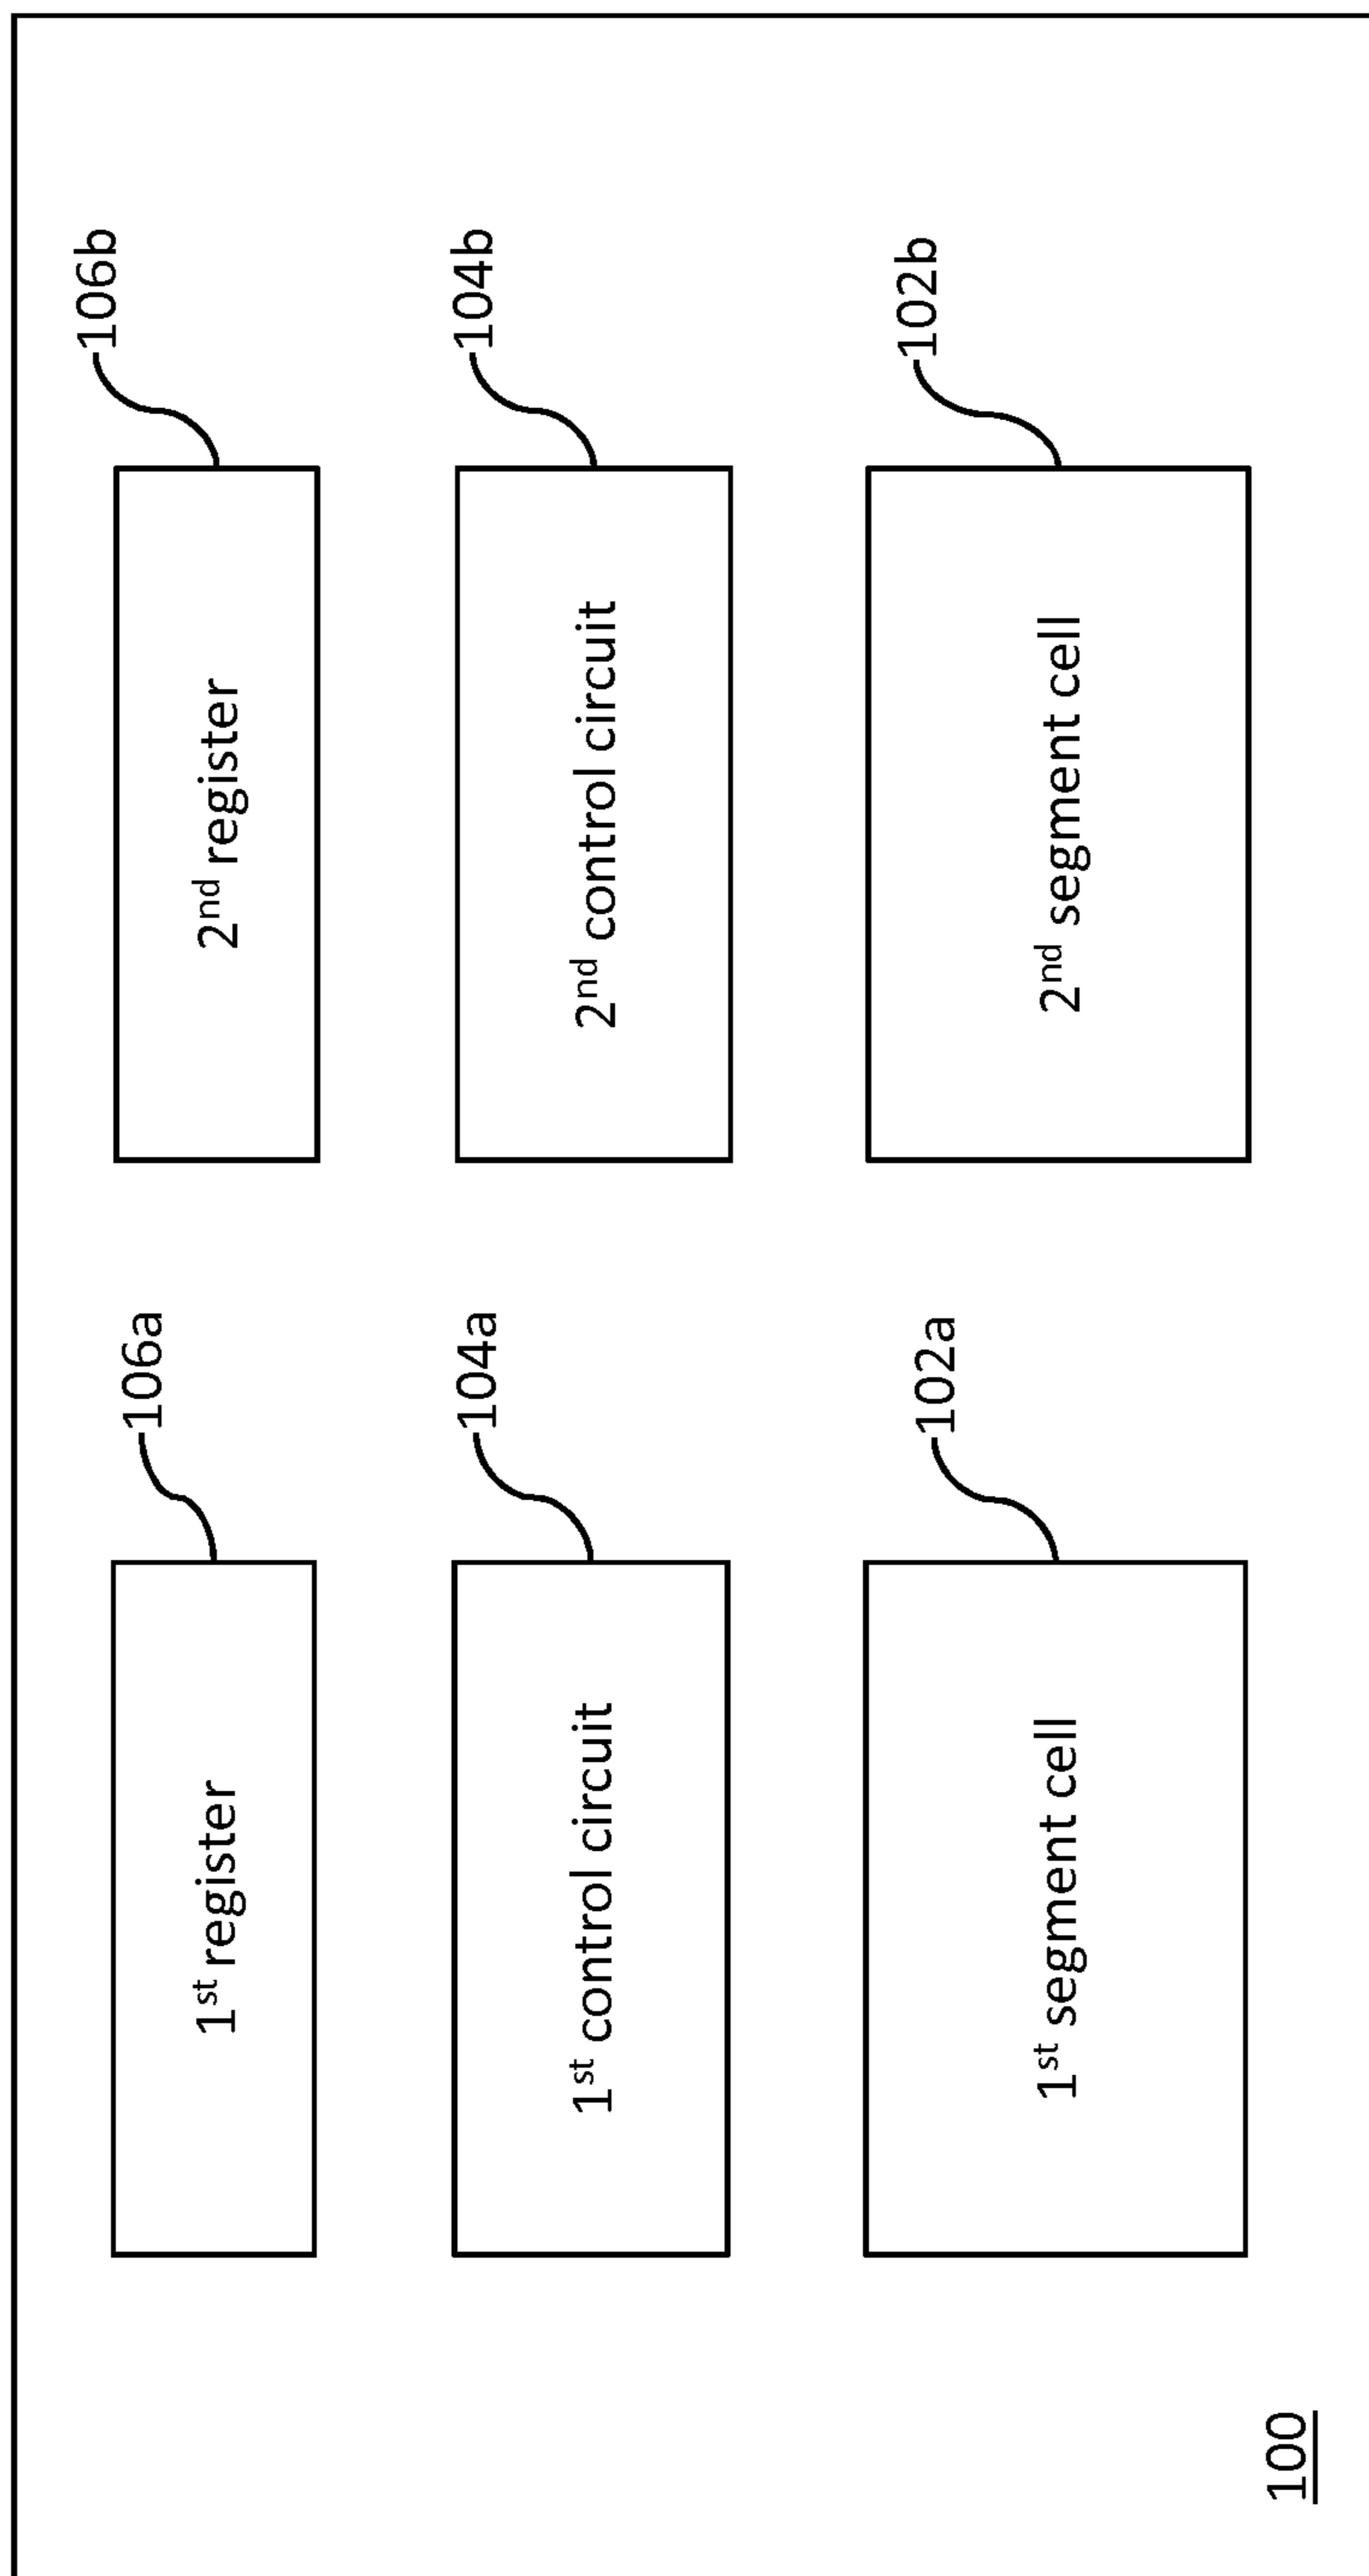 106a
1st register
106b
2nd register
104a
1st control circuit
104b
2nd control circuit
102a
1st segment cell
102b
2nd segment cell
100